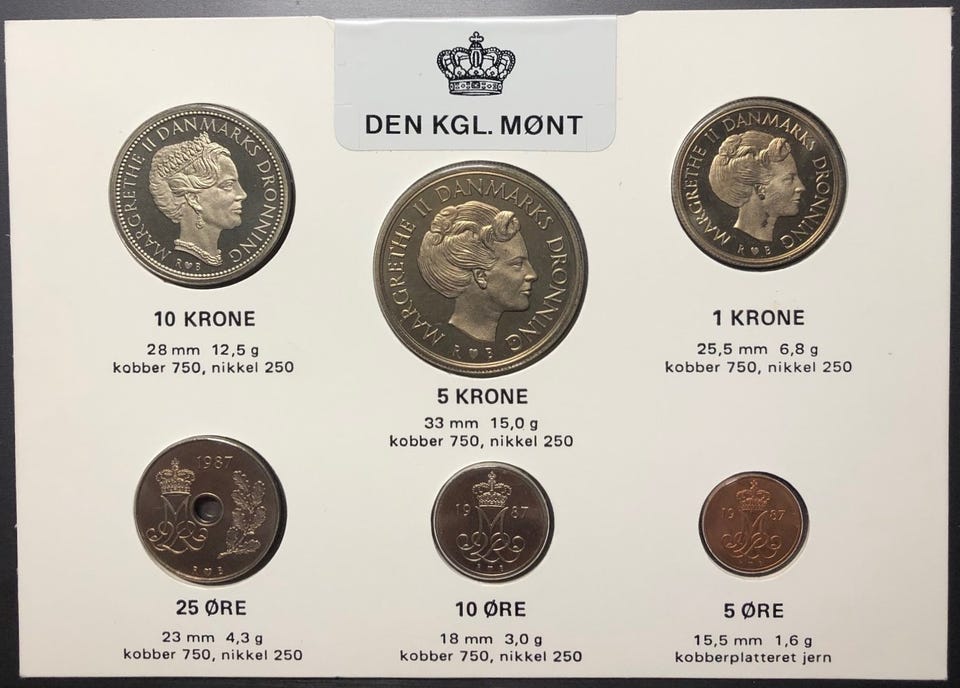 DEN KGL. MØNT
MARGRETHE II DANMARKS DRONNING
R ♥ B
10 KRONE
28 mm 12,5 g
kobber 750, nikkel 250
MARGRETHE II DANMARKS DRONNING
R ♥ B
5 KRONE
33 mm 15,0 g
kobber 750, nikkel 250
MARGRETHE II DANMARKS DRONNING
R ♥ B
1 KRONE
25,5 mm 6,8 g
kobber 750, nikkel 250
1987
R ♥ B
25 ØRE
23 mm 4,3 g
kobber 750, nikkel 250
19 87
R ♥ B
10 ØRE
18 mm 3,0 g
kobber 750, nikkel 250
19 87
5 ØRE
15,5 mm 1,6 g
kobberplatteret jern